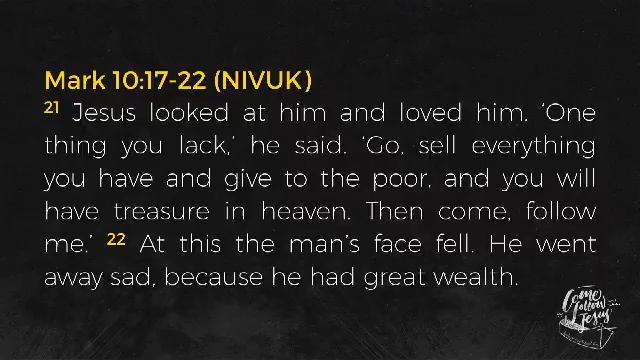 Mark 10:17-22 (NIVUK)
21 Jesus looked at him and loved him. ‘One
thing you lack,’ he said. ‘Go, sell everything
you have and give to the poor, and you will
have treasure in heaven. Then come, follow
me.’ 22 At this the man’s face fell. He went
away sad, because he had great wealth.
Come
follow
Jesus